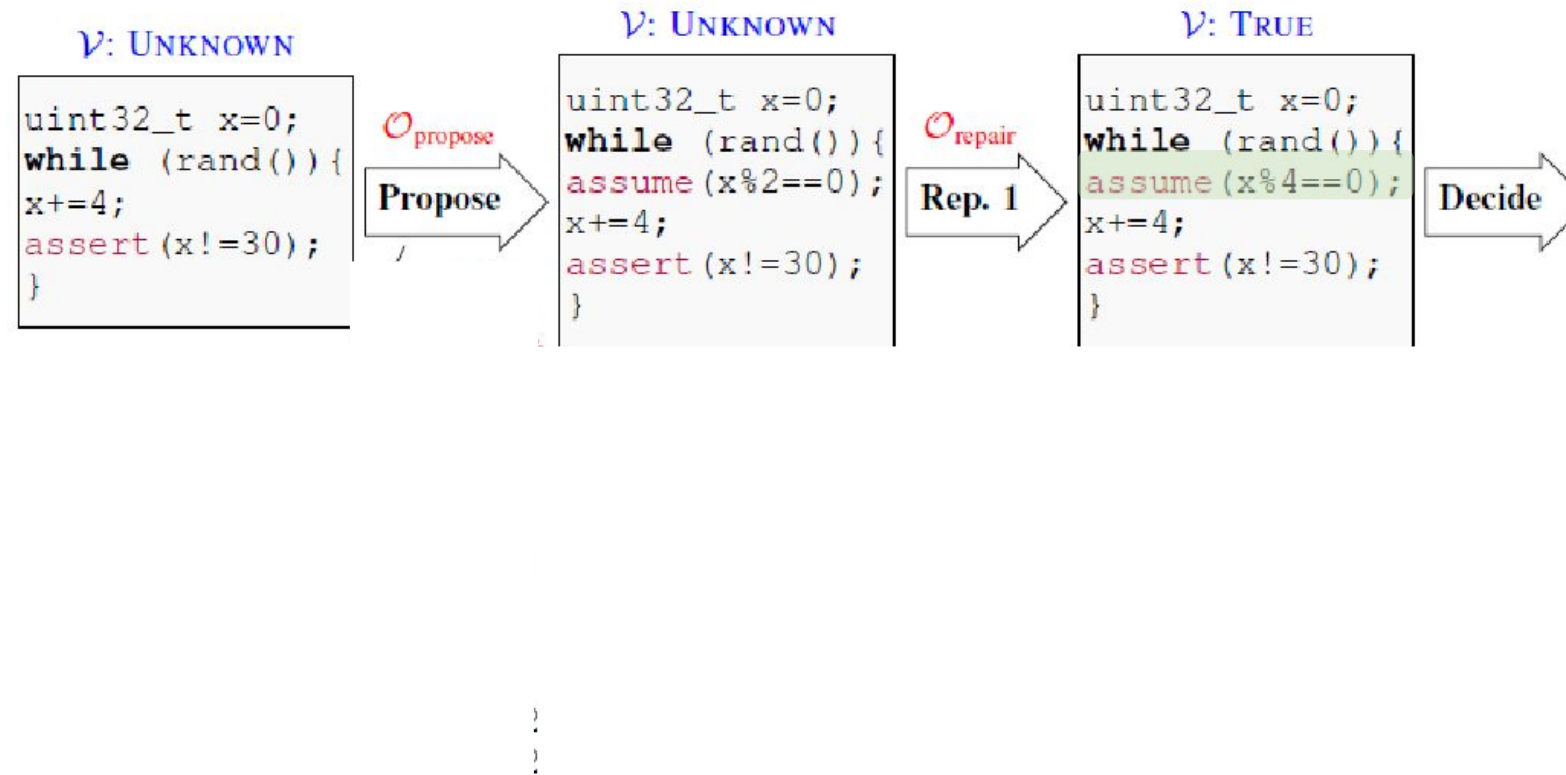 𝒱: UNKNOWN
uint32_t x=0;
while (rand()){
x+=4;
assert(x!=30);
}
𝒪propose
Propose
𝒱: UNKNOWN
uint32_t x=0;
while (rand()){
assume(x%2==0);
x+=4;
assert(x!=30);
}
𝒪repair
Rep. 1
𝒱: TRUE
uint32_t x=0;
while (rand()){
assume(x%4==0);
x+=4;
assert(x!=30);
}
Decide